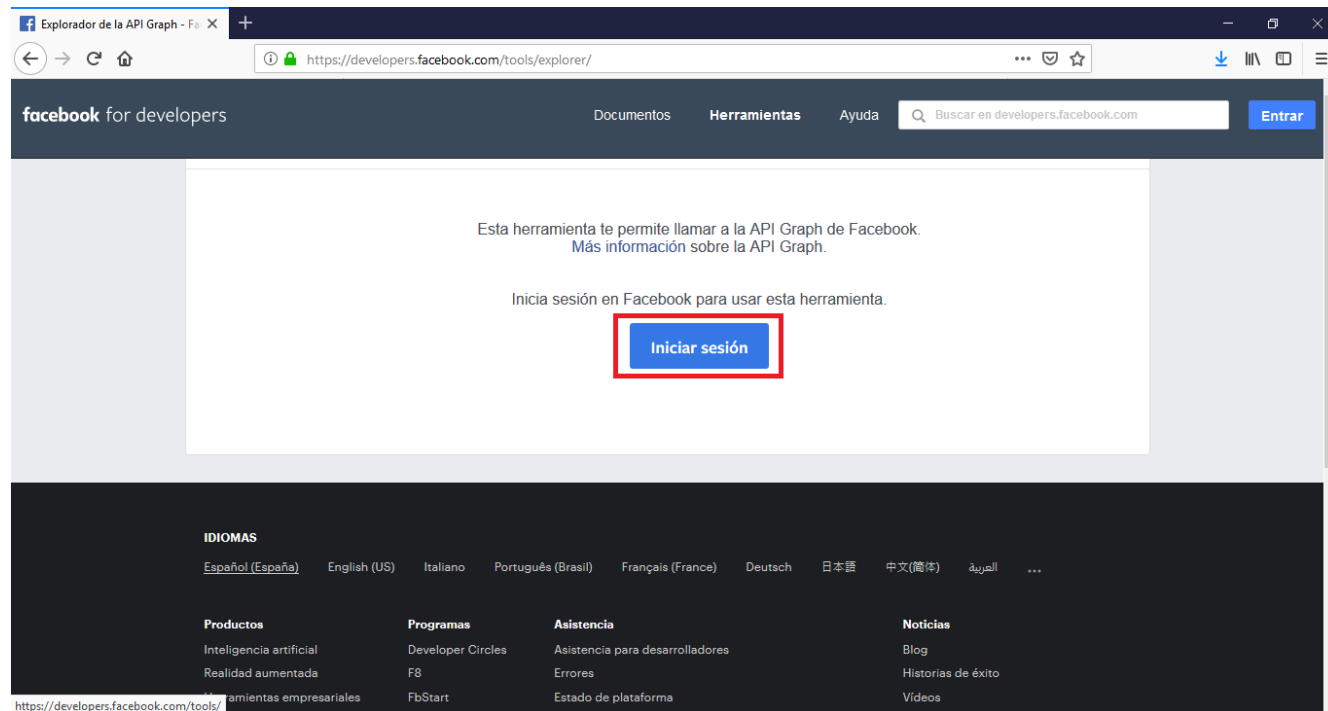 Explorador de la API Graph - Fa
https://developers.facebook.com/tools/explorer/
facebook for developers
Documentos
Herramientas
Ayuda
Buscar en developers.facebook.com
Entrar
Esta herramienta te permite llamar a la API Graph de Facebook.
Más información sobre la API Graph.
Inicia sesión en Facebook para usar esta herramienta.
Iniciar sesión
IDIOMAS
Español (España) English (US) Italiano Português (Brasil) Français (France) Deutsch 日本語 中文(简体) العربية ...
Productos Programas Asistencia Noticias
Inteligencia artificial Developer Circles Asistencia para desarrolladores Blog
Realidad aumentada F8 Errores Historias de éxito
ramientas empresariales FbStart Estado de plataforma Vídeos
https://developers.facebook.com/tools/